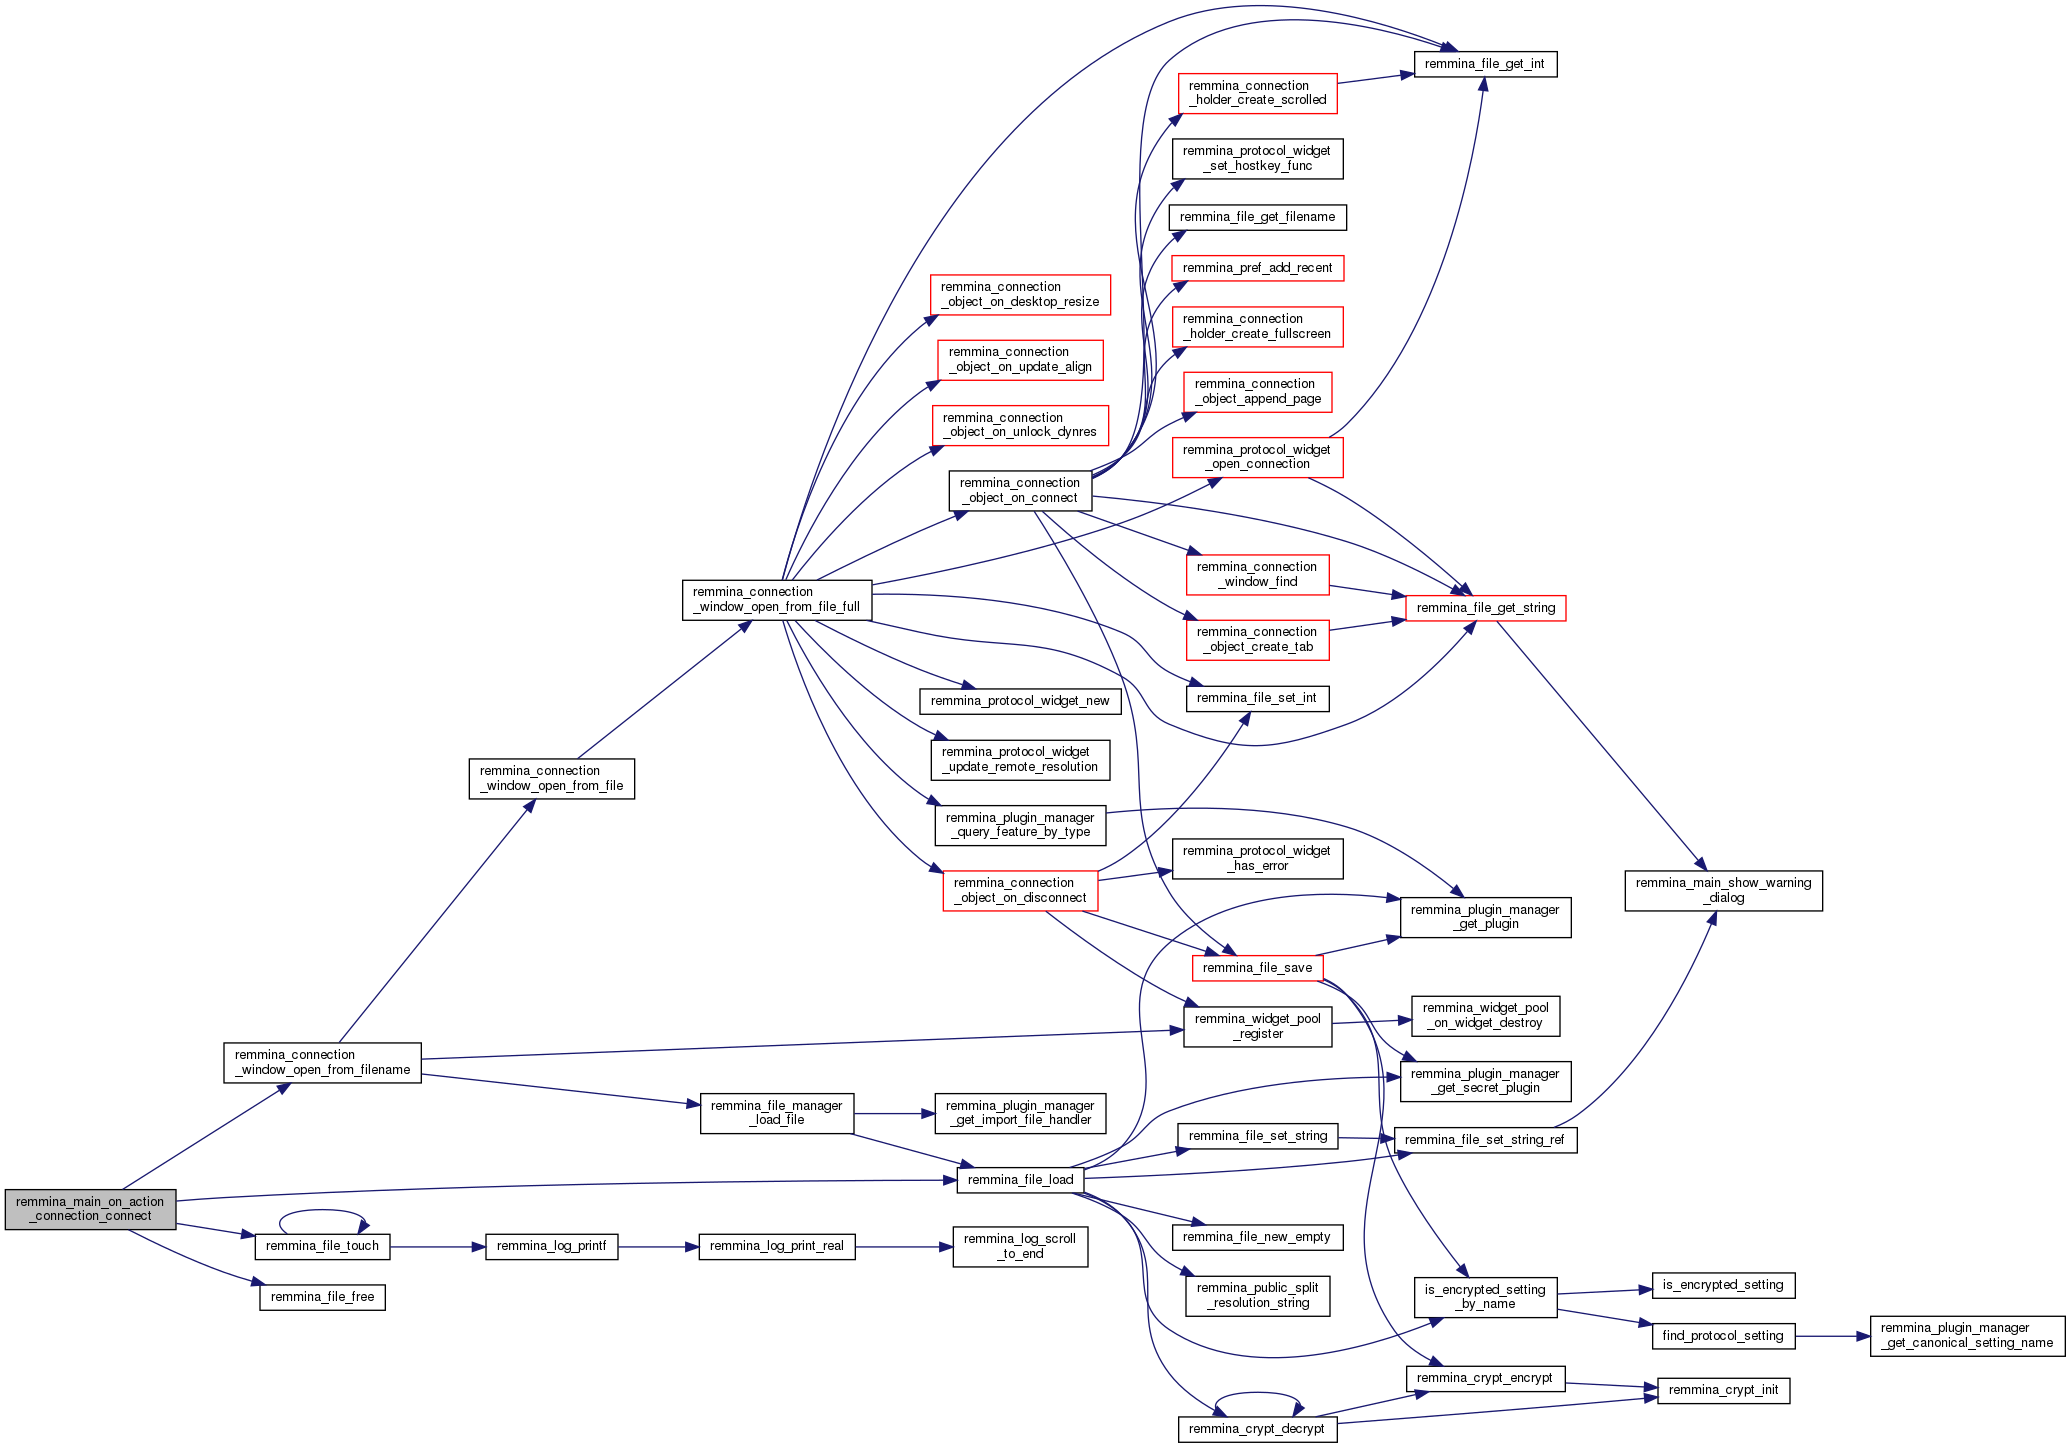 remmina_main_on_action
_connection_connect
remmina_connection
_window_open_from_filename
remmina_file_touch
remmina_file_free
remmina_connection
_window_open_from_file
remmina_log_printf
remmina_connection
_window_open_from_file_full
remmina_file_manager
_load_file
remmina_log_print_real
remmina_connection
_object_on_desktop_resize
remmina_connection
_object_on_update_align
remmina_connection
_object_on_unlock_dynres
remmina_connection
_object_on_connect
remmina_protocol_widget_new
remmina_protocol_widget
_update_remote_resolution
remmina_plugin_manager
_query_feature_by_type
remmina_connection
_object_on_disconnect
remmina_plugin_manager
_get_import_file_handler
remmina_file_load
remmina_log_scroll
_to_end
remmina_connection
_holder_create_scrolled
remmina_protocol_widget
_set_hostkey_func
remmina_file_get_filename
remmina_pref_add_recent
remmina_connection
_holder_create_fullscreen
remmina_connection
_object_append_page
remmina_protocol_widget
_open_connection
remmina_connection
_window_find
remmina_connection
_object_create_tab
remmina_file_set_int
remmina_protocol_widget
_has_error
remmina_file_save
remmina_widget_pool
_register
remmina_file_set_string
remmina_file_new_empty
remmina_public_split
_resolution_string
remmina_crypt_decrypt
remmina_file_get_int
remmina_file_get_string
remmina_plugin_manager
_get_plugin
remmina_widget_pool
_on_widget_destroy
remmina_plugin_manager
_get_secret_plugin
remmina_file_set_string_ref
is_encrypted_setting
_by_name
remmina_crypt_encrypt
remmina_main_show_warning
_dialog
is_encrypted_setting
find_protocol_setting
remmina_crypt_init
remmina_plugin_manager
_get_canonical_setting_name